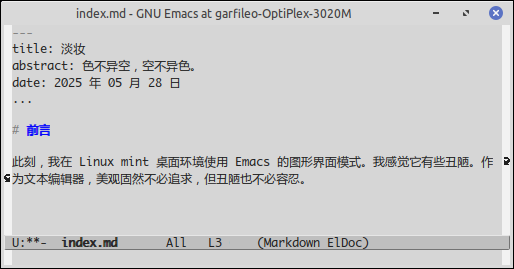 index.md - GNU Emacs at garfileo-OptiPlex-3020M
---
title: 淡妆
abstract: 色不异空，空不异色。
date: 2025 年 05 月 28 日
...
# 前言
此刻，我在 Linux mint 桌面环境使用 Emacs 的图形界面模式。我感觉它有些丑陋。作
为文本编辑器，美观固然不必追求，但丑陋也不必容忍。
U:**-  index.md       All   L3     (Markdown ElDoc)